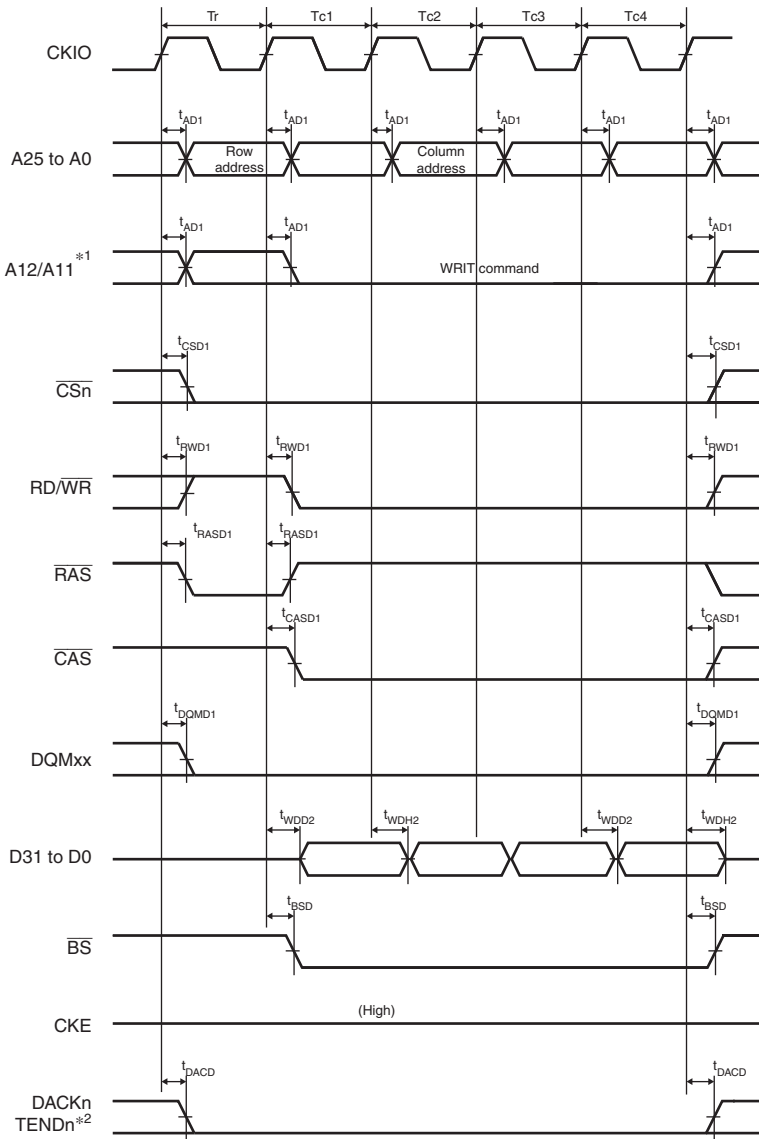 Tr Tc1 Tc2 Tc3 Tc4
CKIO
tAD1 tAD1 tAD1 tAD1 tAD1 tAD1
A25 to A0
Row address
Column address
tAD1 tAD1 tAD1
A12/A11 *1
WRIT command
tCSD1 tCSD1
CSn
tRWD1 tRWD1 tRWD1
RD/WR
tRASD1 tRASD1
RAS
tCASD1 tCASD1
CAS
tDQMD1 tDQMD1
DQMxx
tWDD2 tWDH2 tWDD2 tWDH2
D31 to D0
tBSD tBSD
BS
(High)
CKE
tDACD tDACD
DACKn
TENDn*2